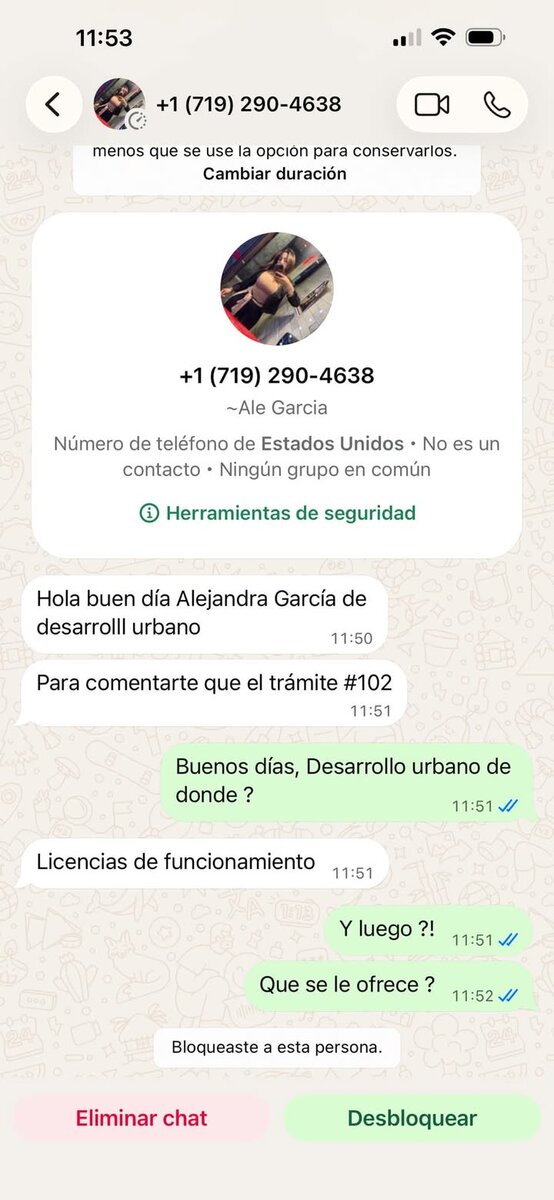 11:53
+1 (719) 290-4638
menos que se use la opción para conservarlos.
Cambiar duración
+1 (719) 290-4638
~Ale Garcia
Número de teléfono de Estados Unidos • No es un
contacto • Ningún grupo en común
Herramientas de seguridad
Hola buen día Alejandra García de
desarrolll urbano
11:50
Para comentarte que el trámite #102
11:51
Buenos días, Desarrollo urbano de
donde ?
11:51
Licencias de funcionamiento
11:51
Y luego ?!
11:51
Que se le ofrece ?
11:52
Bloqueaste a esta persona.
Eliminar chat
Desbloquear